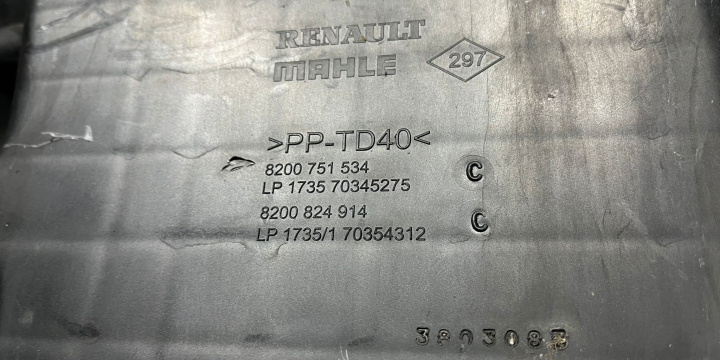 RENAULT
MAHLE
297
>PP-TD40<
8200 751 534
C
LP 1735 70345275
8200 824 914
C
LP 1735/1 70354312